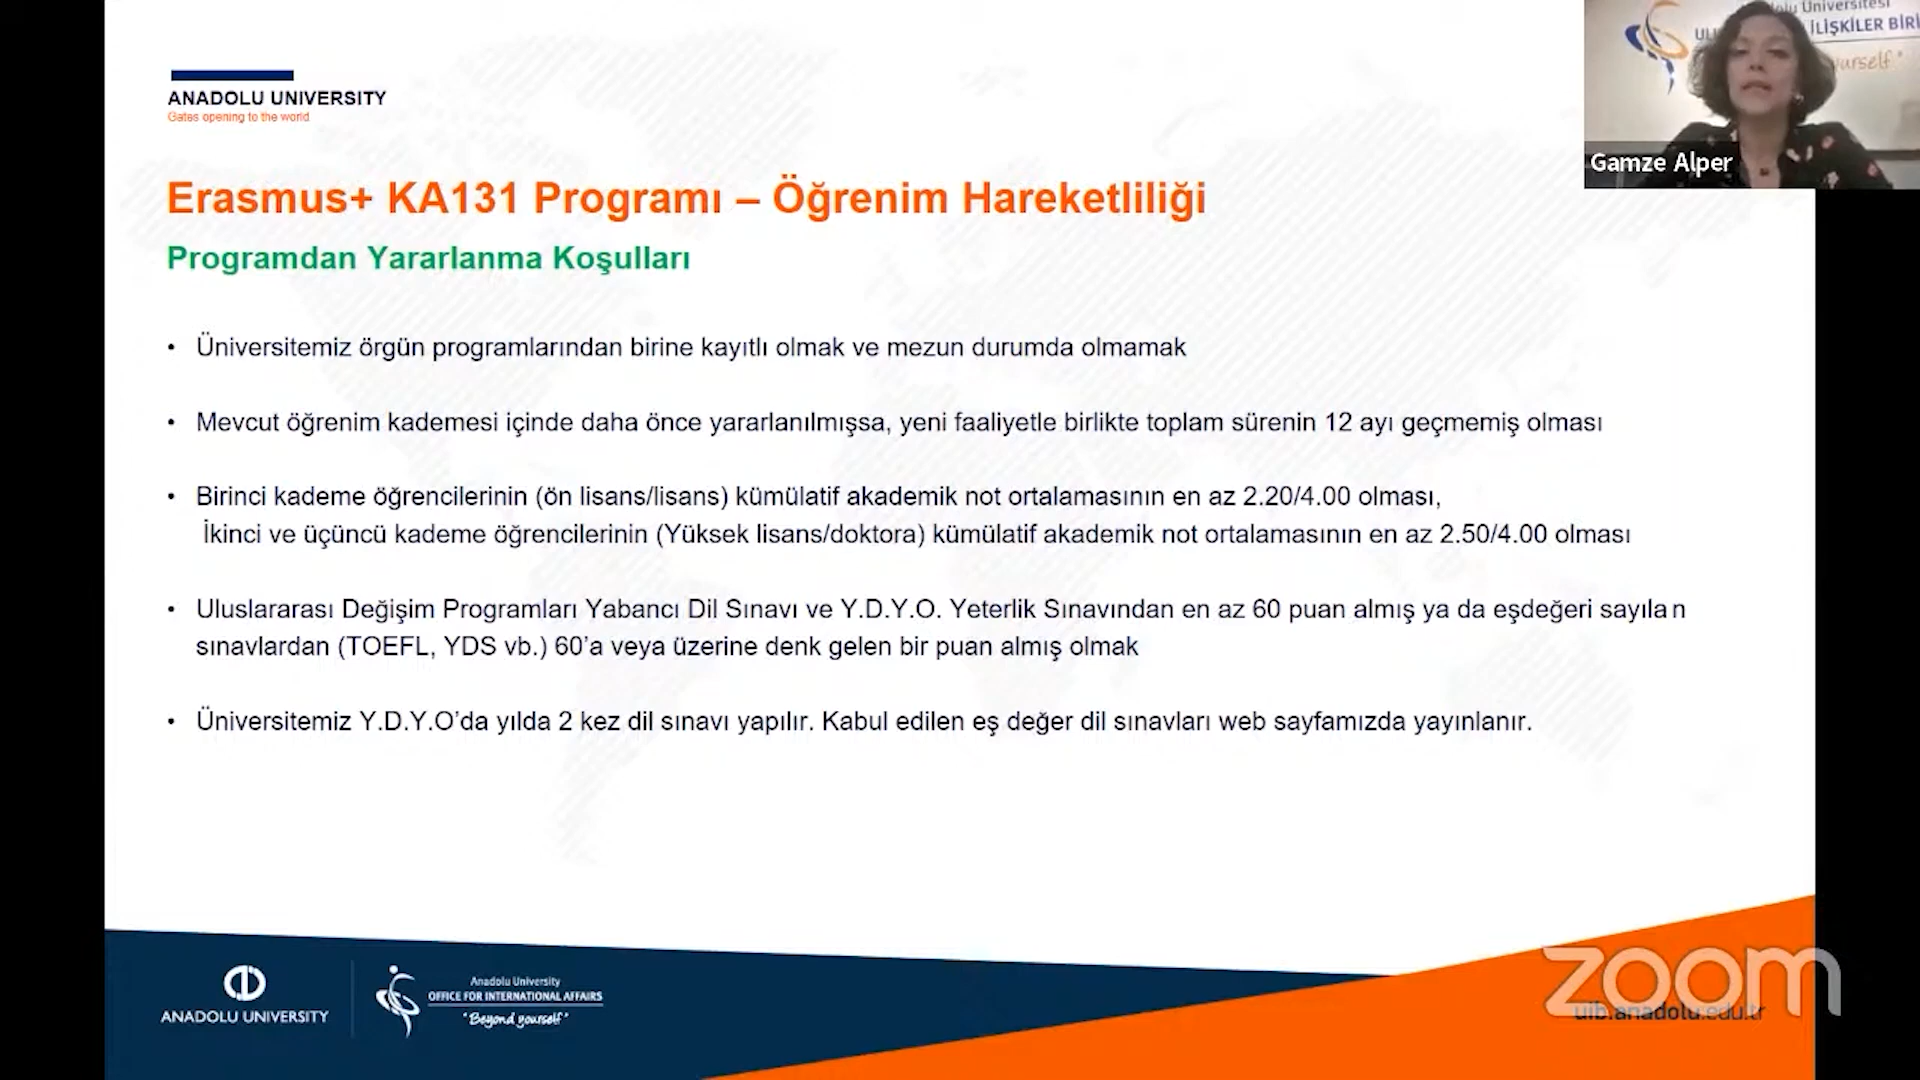 ANADOLU UNIVERSITY
Gates opening to the world
Erasmus+ KA131 Programı – Öğrenim Hareketliliği
Programdan Yararlanma Koşulları
• Üniversitemiz örgün programlarından birine kayıtlı olmak ve mezun durumda olmamak
• Mevcut öğrenim kademesi içinde daha önce yararlanılmışsa, yeni faaliyetle birlikte toplam sürenin 12 ayı geçmemiş olması
• Birinci kademe öğrencilerinin (ön lisans/lisans) kümülatif akademik not ortalamasının en az 2.20/4.00 olması,
İkinci ve üçüncü kademe öğrencilerinin (Yüksek lisans/doktora) kümülatif akademik not ortalamasının en az 2.50/4.00 olması
• Uluslararası Değişim Programları Yabancı Dil Sınavı ve Y.D.Y.O. Yeterlik Sınavından en az 60 puan almış ya da eşdeğeri sayılan
sınavlardan (TOEFL, YDS vb.) 60’a veya üzerine denk gelen bir puan almış olmak
• Üniversitemiz Y.D.Y.O’da yılda 2 kez dil sınavı yapılır. Kabul edilen eş değer dil sınavları web sayfamızda yayınlanır.
Üniversitesi
İLİŞKİLER
Gamze Alper
ANADOLU UNIVERSITY
Anadolu University
OFFICE FOR INTERNATIONAL AFFAIRS
"Beyond yourself"
zoom
uib.anadolu.edu.tr